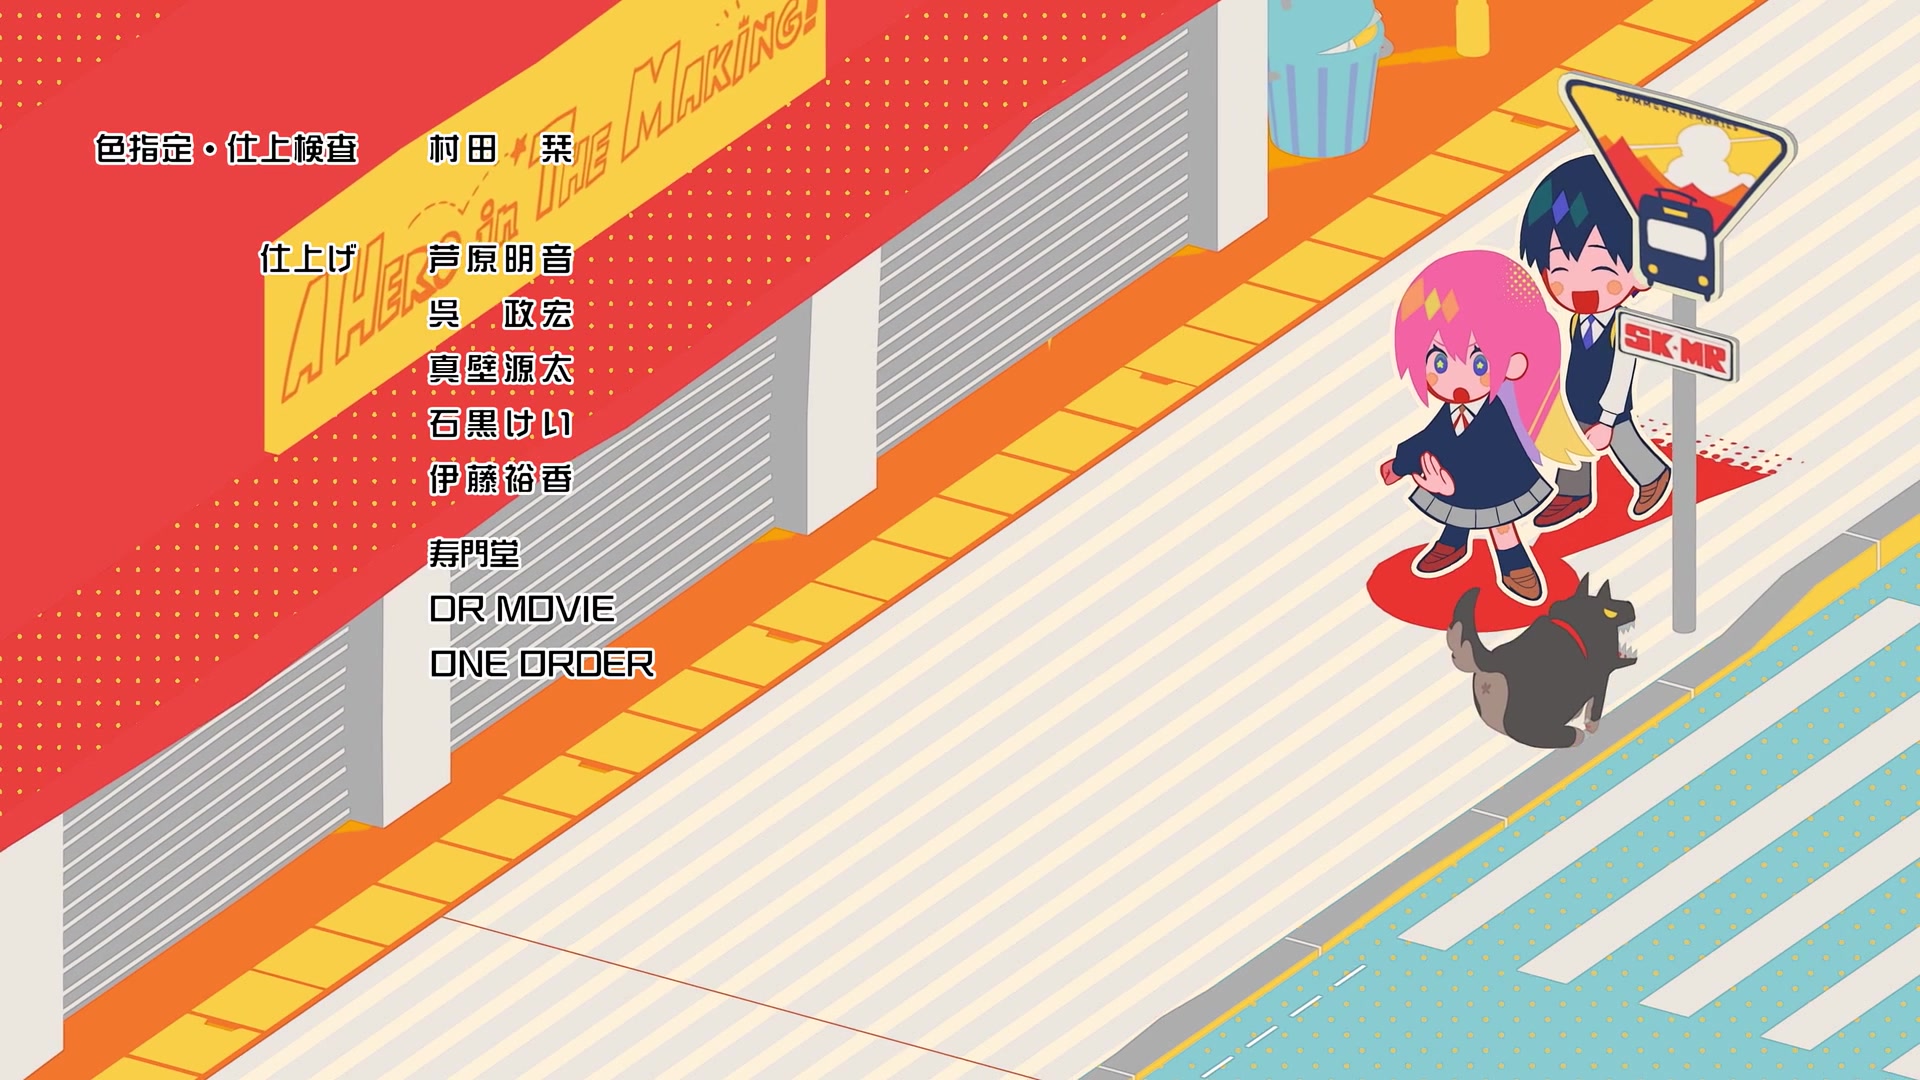 A HERO in THE MAKING!
SUMMER★MEMORIES
SK-MR
色指定・仕上検査 村田 栞
仕上げ 芦原明音
呉 政宏
真壁源太
石黒けい
伊藤裕香
寿門堂
DR MOVIE
ONE ORDER